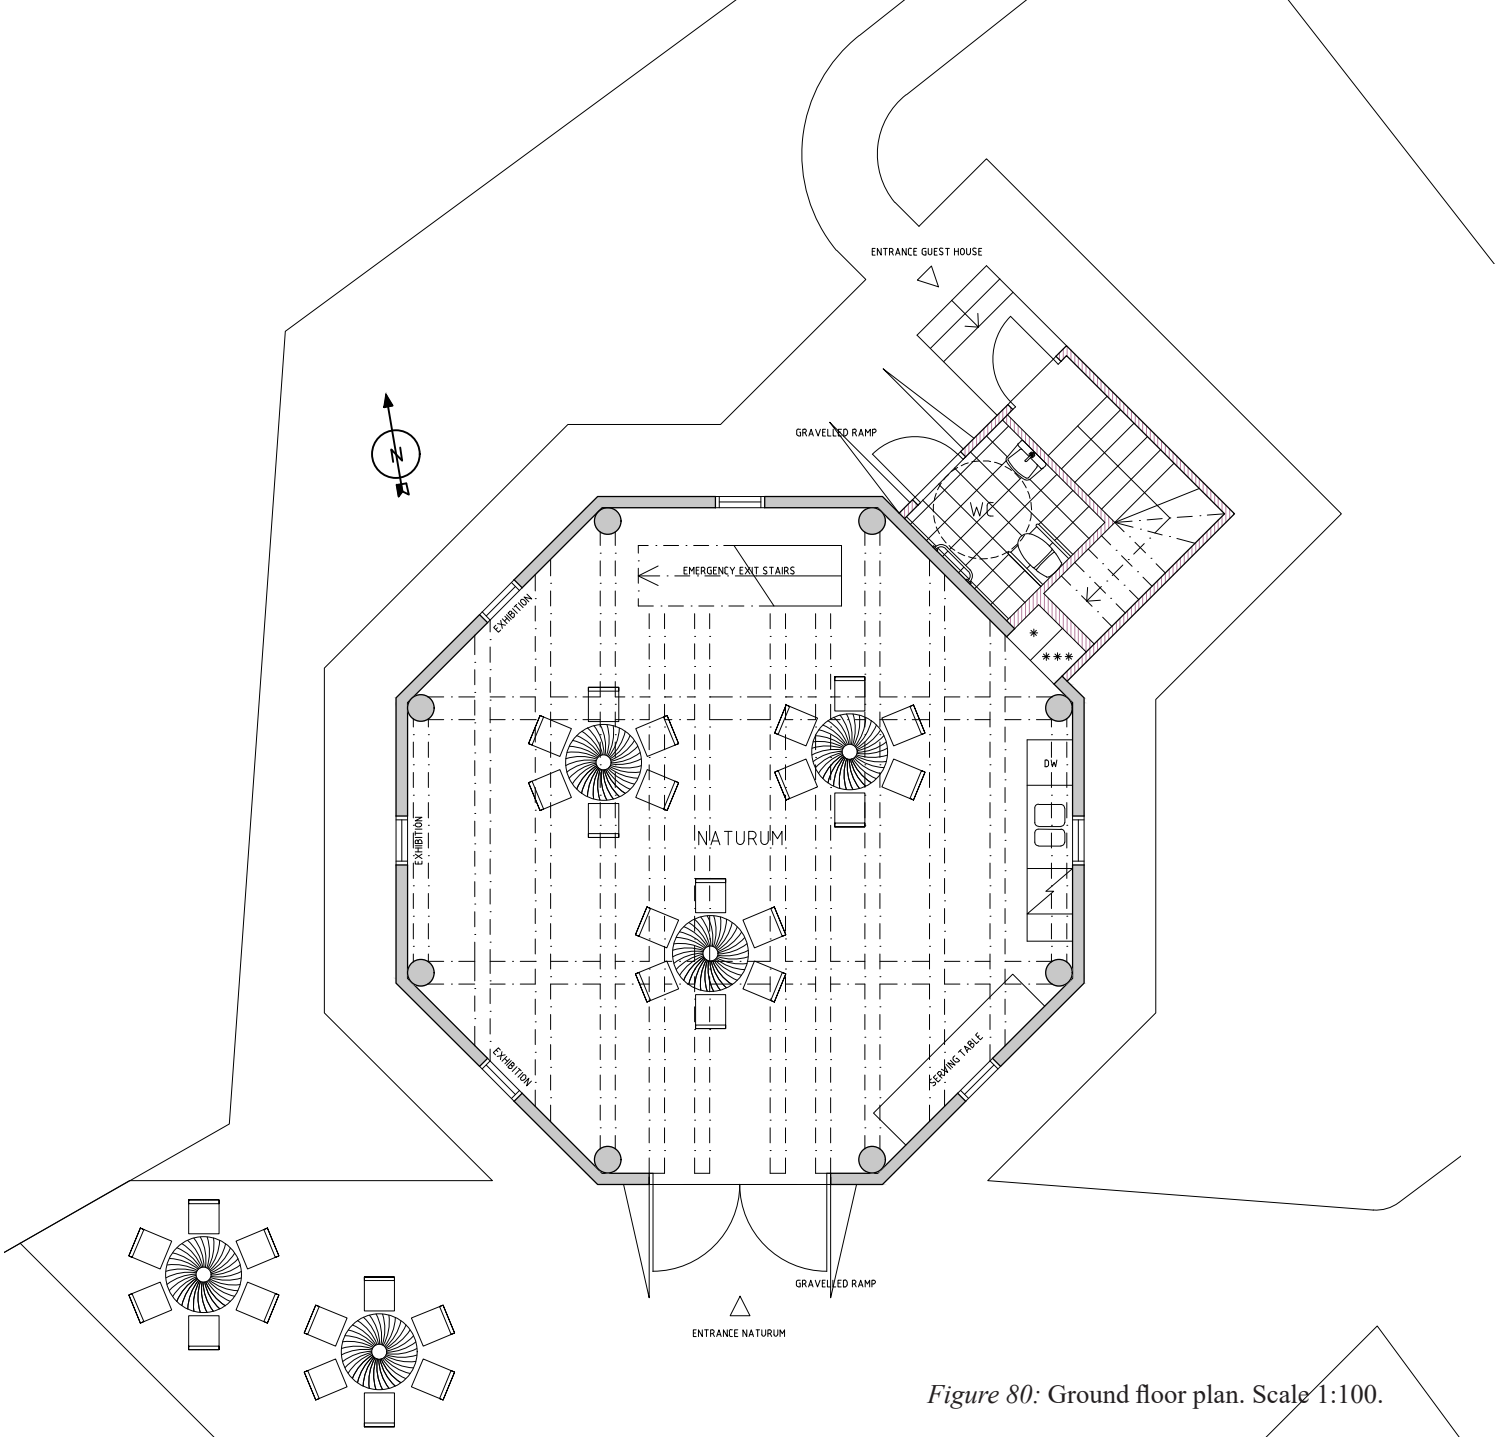 ENTRANCE GUEST HOUSE
GRAVELLED RAMP
N
WC
EMERGENCY EXIT STAIRS
EXHIBITION
*
***
DW
EXHIBITION
NATURUM
EXHIBITION
SERVING TABLE
GRAVELLED RAMP
ENTRANCE NATURUM
Figure 80: Ground floor plan. Scale 1:100.